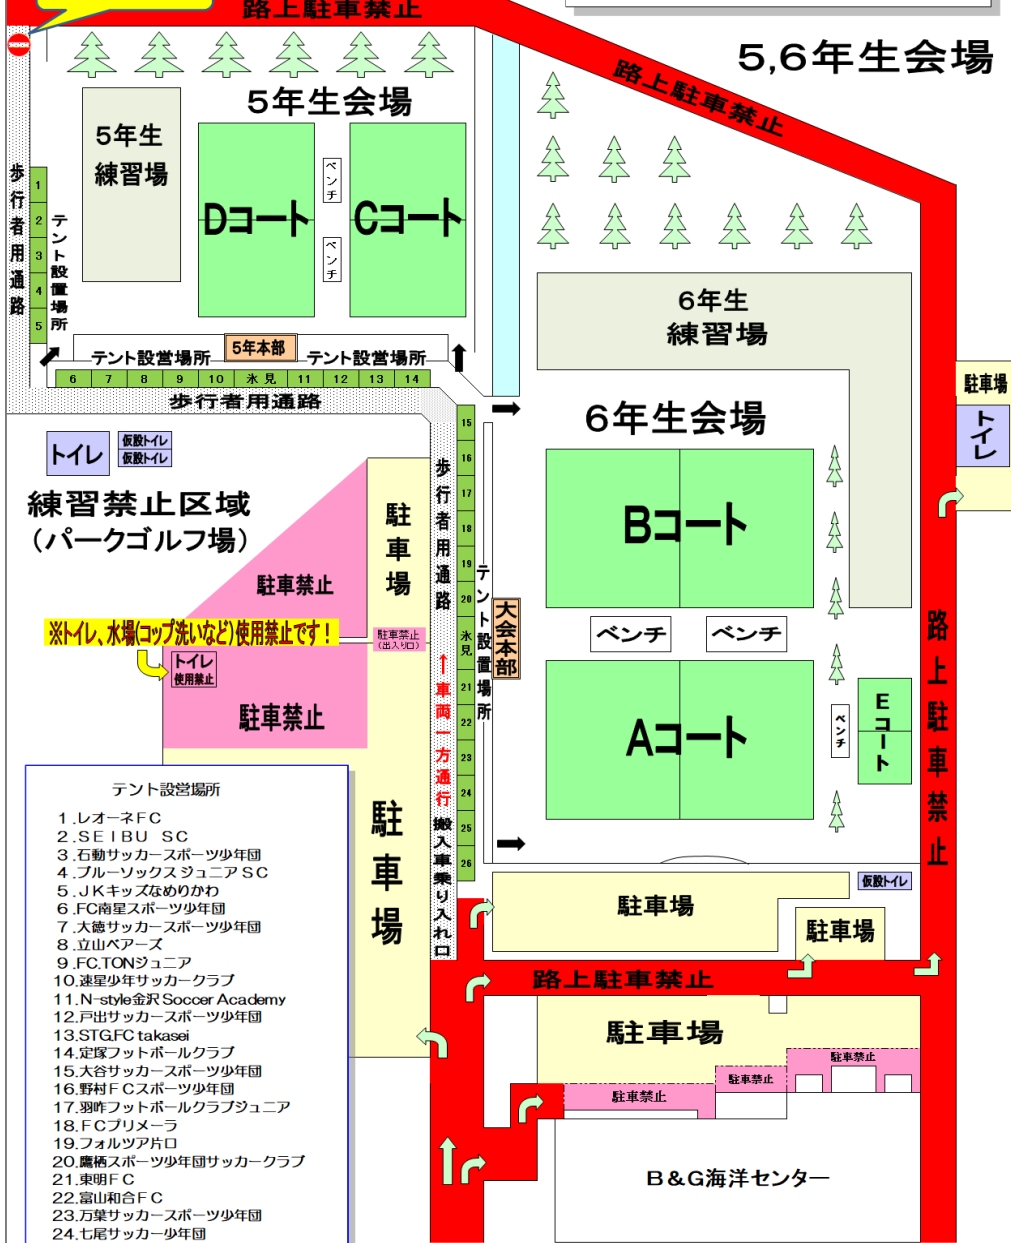 路上駐車禁止
5,6年生会場
路上駐車禁止
5年生会場
5年生
練習場
Dコート
ベンチ
ベンチ
Cコート
歩行者用通路
1
2
3
4
5
テント設置場所
6年生
練習場
テント設営場所
5年本部
テント設営場所
6
7
8
9
10
氷見
11
12
13
14
歩行者用通路
駐車場
トイレ
6年生会場
トイレ
仮設トイレ
仮設トイレ
練習禁止区域
(パークゴルフ場)
駐車場
駐車禁止
歩行者用通路
15
16
17
18
19
20
氷見
21
22
23
24
25
26
テント設置場所
大会本部
Bコート
ベンチ
ベンチ
Aコート
ベンチ
Eコート
路上駐車禁止
※トイレ、水場(コップ洗いなど)使用禁止です!
駐車禁止
(出入り口)
トイレ
使用禁止
駐車禁止
↑車両一方通行
搬入車乗り入れ口
駐車場
仮設トイレ
駐車場
駐車場
路上駐車禁止
駐車場
駐車禁止
駐車禁止
駐車禁止
B&G海洋センター
テント設営場所
1.レオーネFC
2.SEIBU SC
3.石動サッカースポーツ少年団
4.ブルーソックスジュニアSC
5.JKキッズなめりかわ
6.FC南星スポーツ少年団
7.大徳サッカースポーツ少年団
8.立山ベアーズ
9.FC.TONジュニア
10.速星少年サッカークラブ
11.N-style金沢Soccer Academy
12.戸出サッカースポーツ少年団
13.STG.FC takasei
14.定塚フットボールクラブ
15.大谷サッカースポーツ少年団
16.野村FCスポーツ少年団
17.羽咋フットボールクラブジュニア
18.FCプリメーラ
19.フォルツア片口
20.鷹栖スポーツ少年団サッカークラブ
21.東明FC
22.富山和合FC
23.万葉サッカースポーツ少年団
24.七尾サッカー少年団